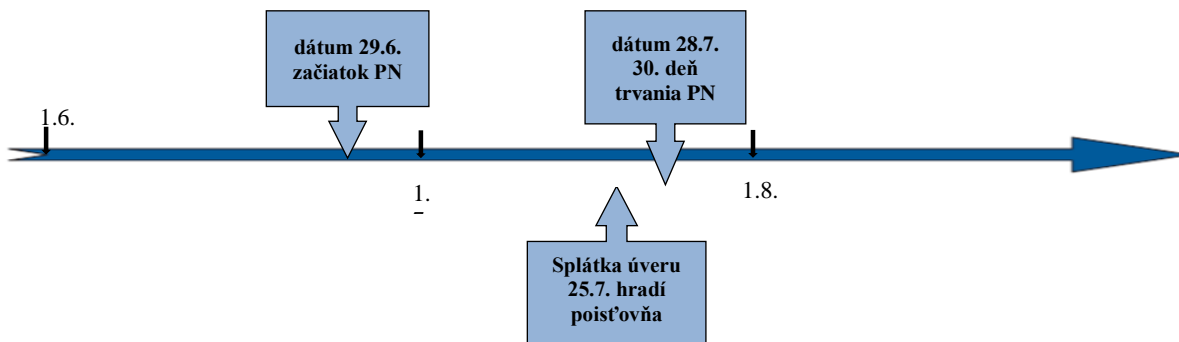 dátum 29.6.
začiatok PN
dátum 28.7.
30. deň
trvania PN
1.6.
1.
1.8.
Splátka úveru
25.7. hradí
poisťovňa